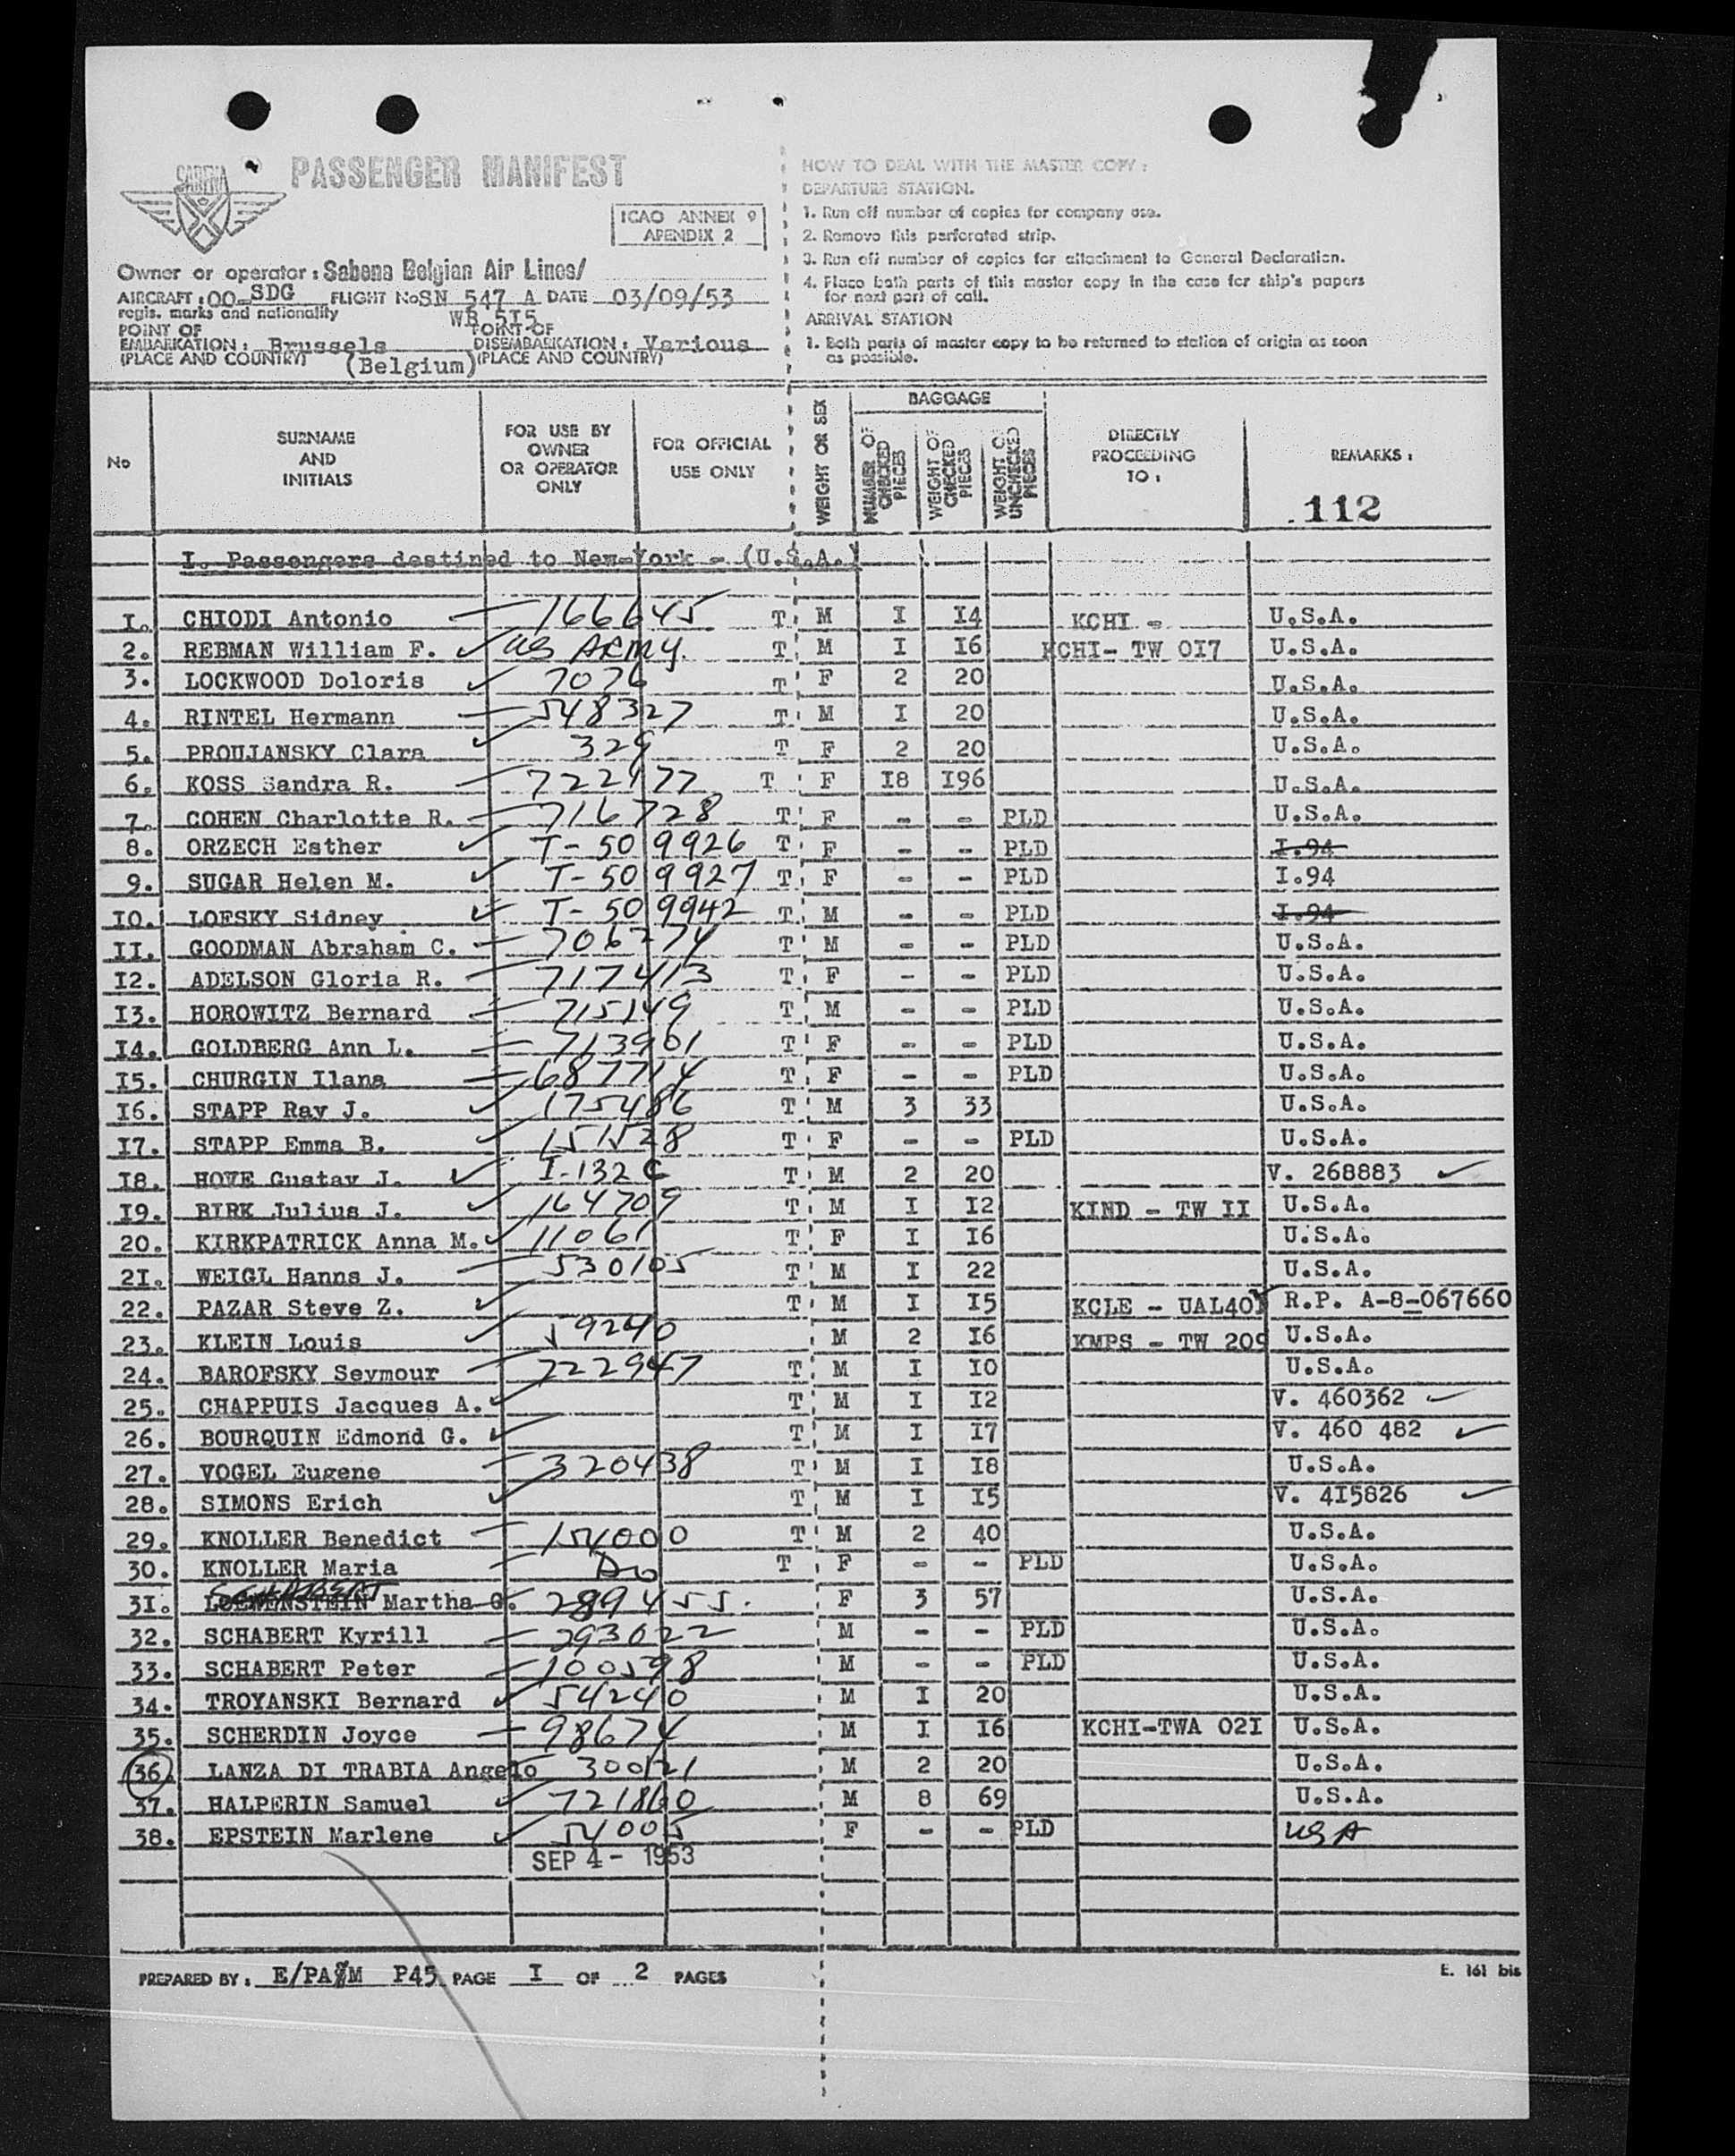 SABENA PASSENGER MANIFEST
ICAO ANNEX 9
APENDIX 2
Owner or operator : Sabena Belgian Air Lines/
AIRCRAFT : OO- SDG FLIGHT No SN 547 A DATE 03/09/53
regis. marks and nationality WB 5I5
POINT OF EMBARKATION : Brussels POINT OF DISEMBARKATION : Various
(PLACE AND COUNTRY) (Belgium) (PLACE AND COUNTRY)
HOW TO DEAL WITH THE MASTER COPY :
DEPARTURE STATION.
1. Run off number of copies for company use.
2. Remove this perforated strip.
3. Run off number of copies for attachment to General Declaration.
4. Place both parts of this master copy in the case for ship's papers
for next port of call.
ARRIVAL STATION
1. Both parts of master copy to be returned to station of origin as soon
as possible.
No SURNAME AND INITIALS FOR USE BY OWNER OR OPERATOR ONLY FOR OFFICIAL USE ONLY WEIGHT OR SEX BAGGAGE NUMBER OF CHECKED PIECES WEIGHT OF CHECKED PIECES WEIGHT OF UNCHECKED PIECES DIRECTLY PROCEEDING TO : REMARKS :
112
I. Passengers destined to New-York - (U.S.A.)
I. CHIODI Antonio 166645 T M I I4 KCHI - U.S.A.
2. REBMAN William F. US ARMY. T M I I6 KCHI- TW OI7 U.S.A.
3. LOCKWOOD Doloris 7076 T F 2 20 U.S.A.
4. RINTEL Hermann 548327 T M I 20 U.S.A.
5. PROUJANSKY Clara 329 T F 2 20 U.S.A.
6. KOSS Sandra R. 722177 T F I8 I96 U.S.A.
7. COHEN Charlotte R. 716728 T F - - PLD U.S.A.
8. ORZECH Esther T-509926 T F - - PLD I.94
9. SUGAR Helen M. T-509927 T F - - PLD I.94
IO. LOFSKY Sidney T-509942 T M - - PLD I.94
II. GOODMAN Abraham C. 706274 T M - - PLD U.S.A.
I2. ADELSON Gloria R. 717413 T F - - PLD U.S.A.
I3. HOROWITZ Bernard 715149 T M - - PLD U.S.A.
I4. GOLDBERG Ann L. 713901 T F - - PLD U.S.A.
I5. CHURGIN Ilana 687714 T F - - PLD U.S.A.
I6. STAPP Ray J. 175486 T M 3 33 U.S.A.
I7. STAPP Emma B. 151528 T F - - PLD U.S.A.
I8. HOVE Gustav J. I-132 C T M 2 20 V. 268883
I9. BIRK Julius J. 164709 T M I I2 KIND - TW II U.S.A.
20. KIRKPATRICK Anna M. 11061 T F I I6 U.S.A.
2I. WEIGL Hanns J. 530105 T M I 22 U.S.A.
22. PAZAR Steve Z. T M I I5 KCLE - UAL40I R.P. A-8-067660
23. KLEIN Louis 59240 M 2 I6 KMPS - TW 209 U.S.A.
24. BAROFSKY Seymour 722947 T M I IO U.S.A.
25. CHAPPUIS Jacques A. T M I I2 V. 460362
26. BOURQUIN Edmond G. T M I I7 V. 460 482
27. VOGEL Eugene 320438 T M I I8 U.S.A.
28. SIMONS Erich T M I I5 V. 4I5826
29. KNOLLER Benedict 154000 T M 2 40 U.S.A.
30. KNOLLER Maria Do T F - - PLD U.S.A.
SCHABERT
3I. LOEWENSTEIN Martha G. 289455. F 3 57 U.S.A.
32. SCHABERT Kyrill 293022 M - - PLD U.S.A.
33. SCHABERT Peter 100598 M - - PLD U.S.A.
34. TROYANSKI Bernard 54240 M I 20 U.S.A.
35. SCHERDIN Joyce 98674 M I I6 KCHI-TWA 02I U.S.A.
36. LANZA DI TRABIA Angelo 300121 M 2 20 U.S.A.
37. HALPERIN Samuel 721860 M 8 69 U.S.A.
38. EPSTEIN Marlene 54005 F - - PLD USA
SEP 4 - 1953
PREPARED BY : E/PAXM P45 PAGE I OF 2 PAGES
E. 161 bis